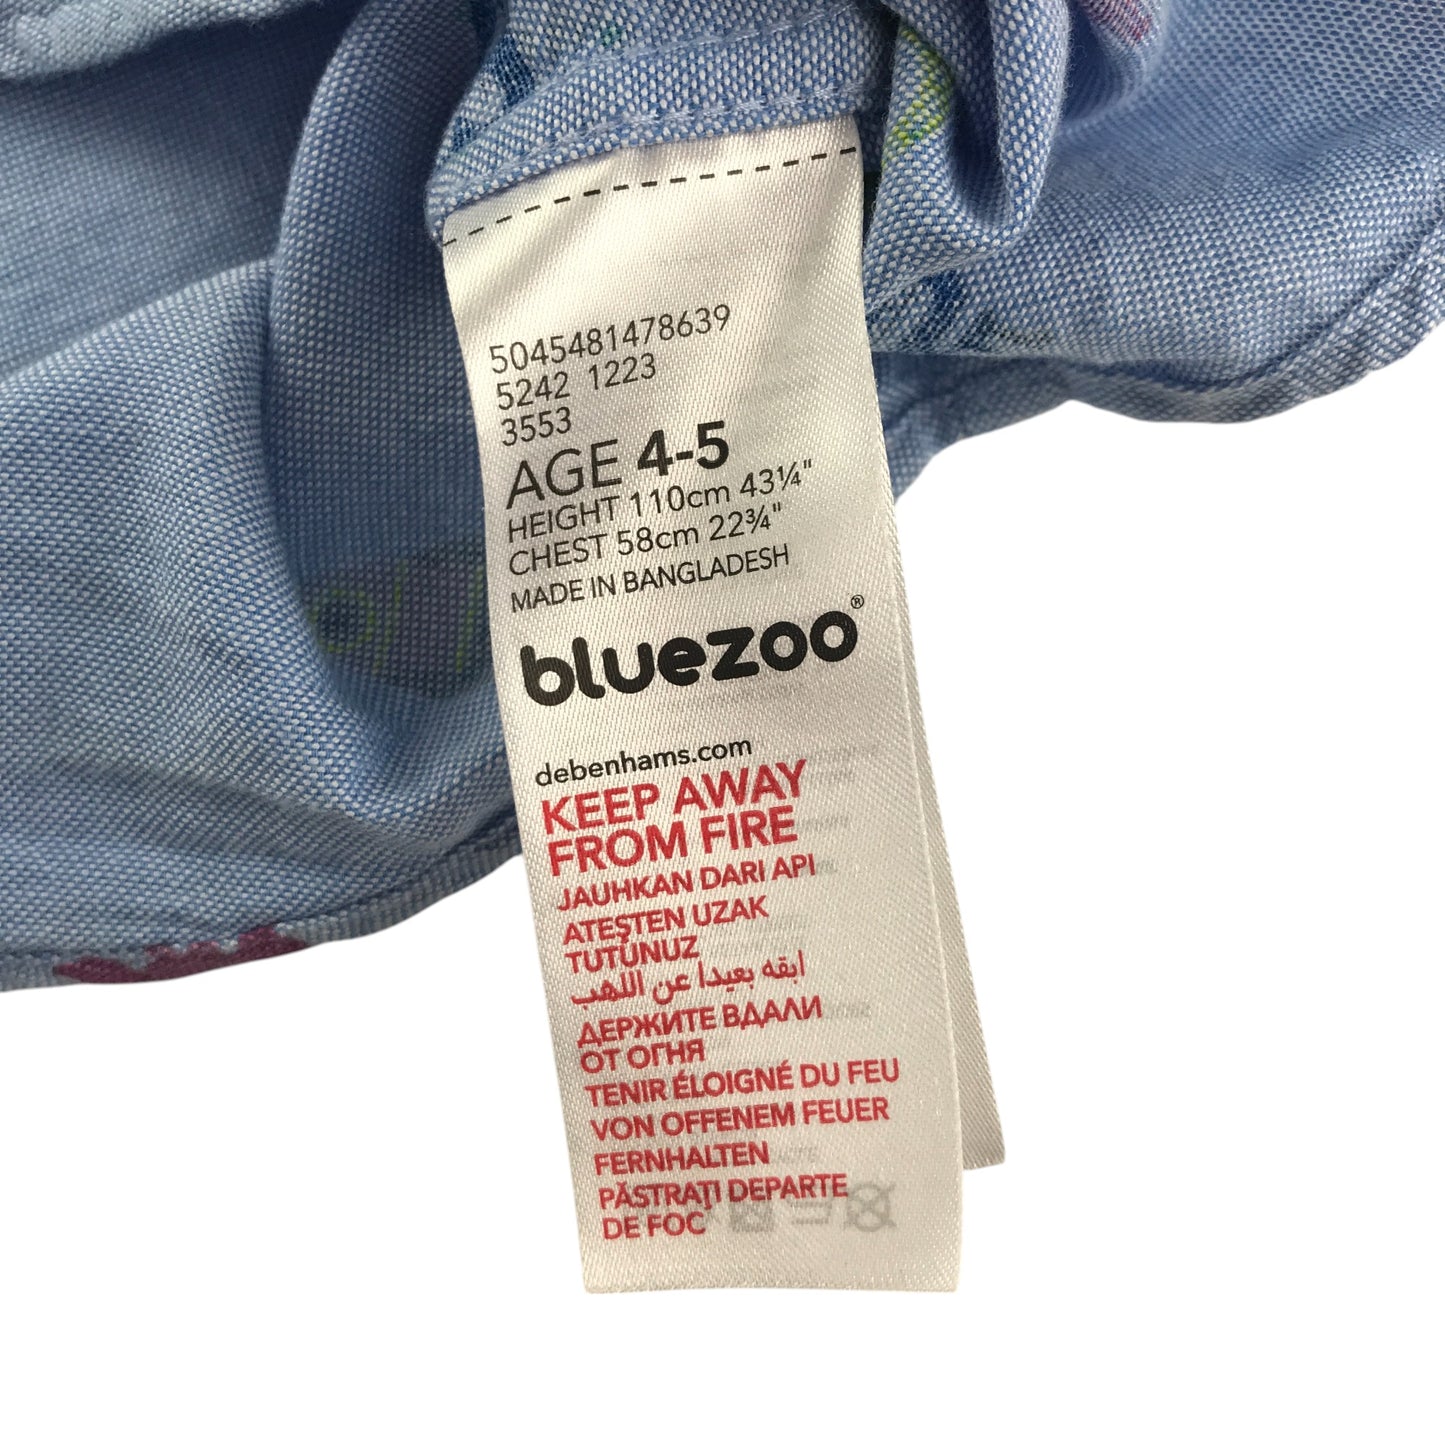 5045481478639
5242 1223
3553
AGE 4-5
HEIGHT 110cm 43¼"
CHEST 58cm 22¾"
MADE IN BANGLADESH
bluezoo®
debenhams.com
KEEP AWAY
FROM FIRE
JAUHKAN DARI API
ATEŞTEN UZAK
TUTUNUZ
ابقه بعيدا عن اللهب
ДЕРЖИТЕ ВДАЛИ
ОТ ОГНЯ
TENIR ÉLOIGNÉ DU FEU
VON OFFENEM FEUER
FERNHALTEN
PĂSTRAŢI DEPARTE
DE FOC